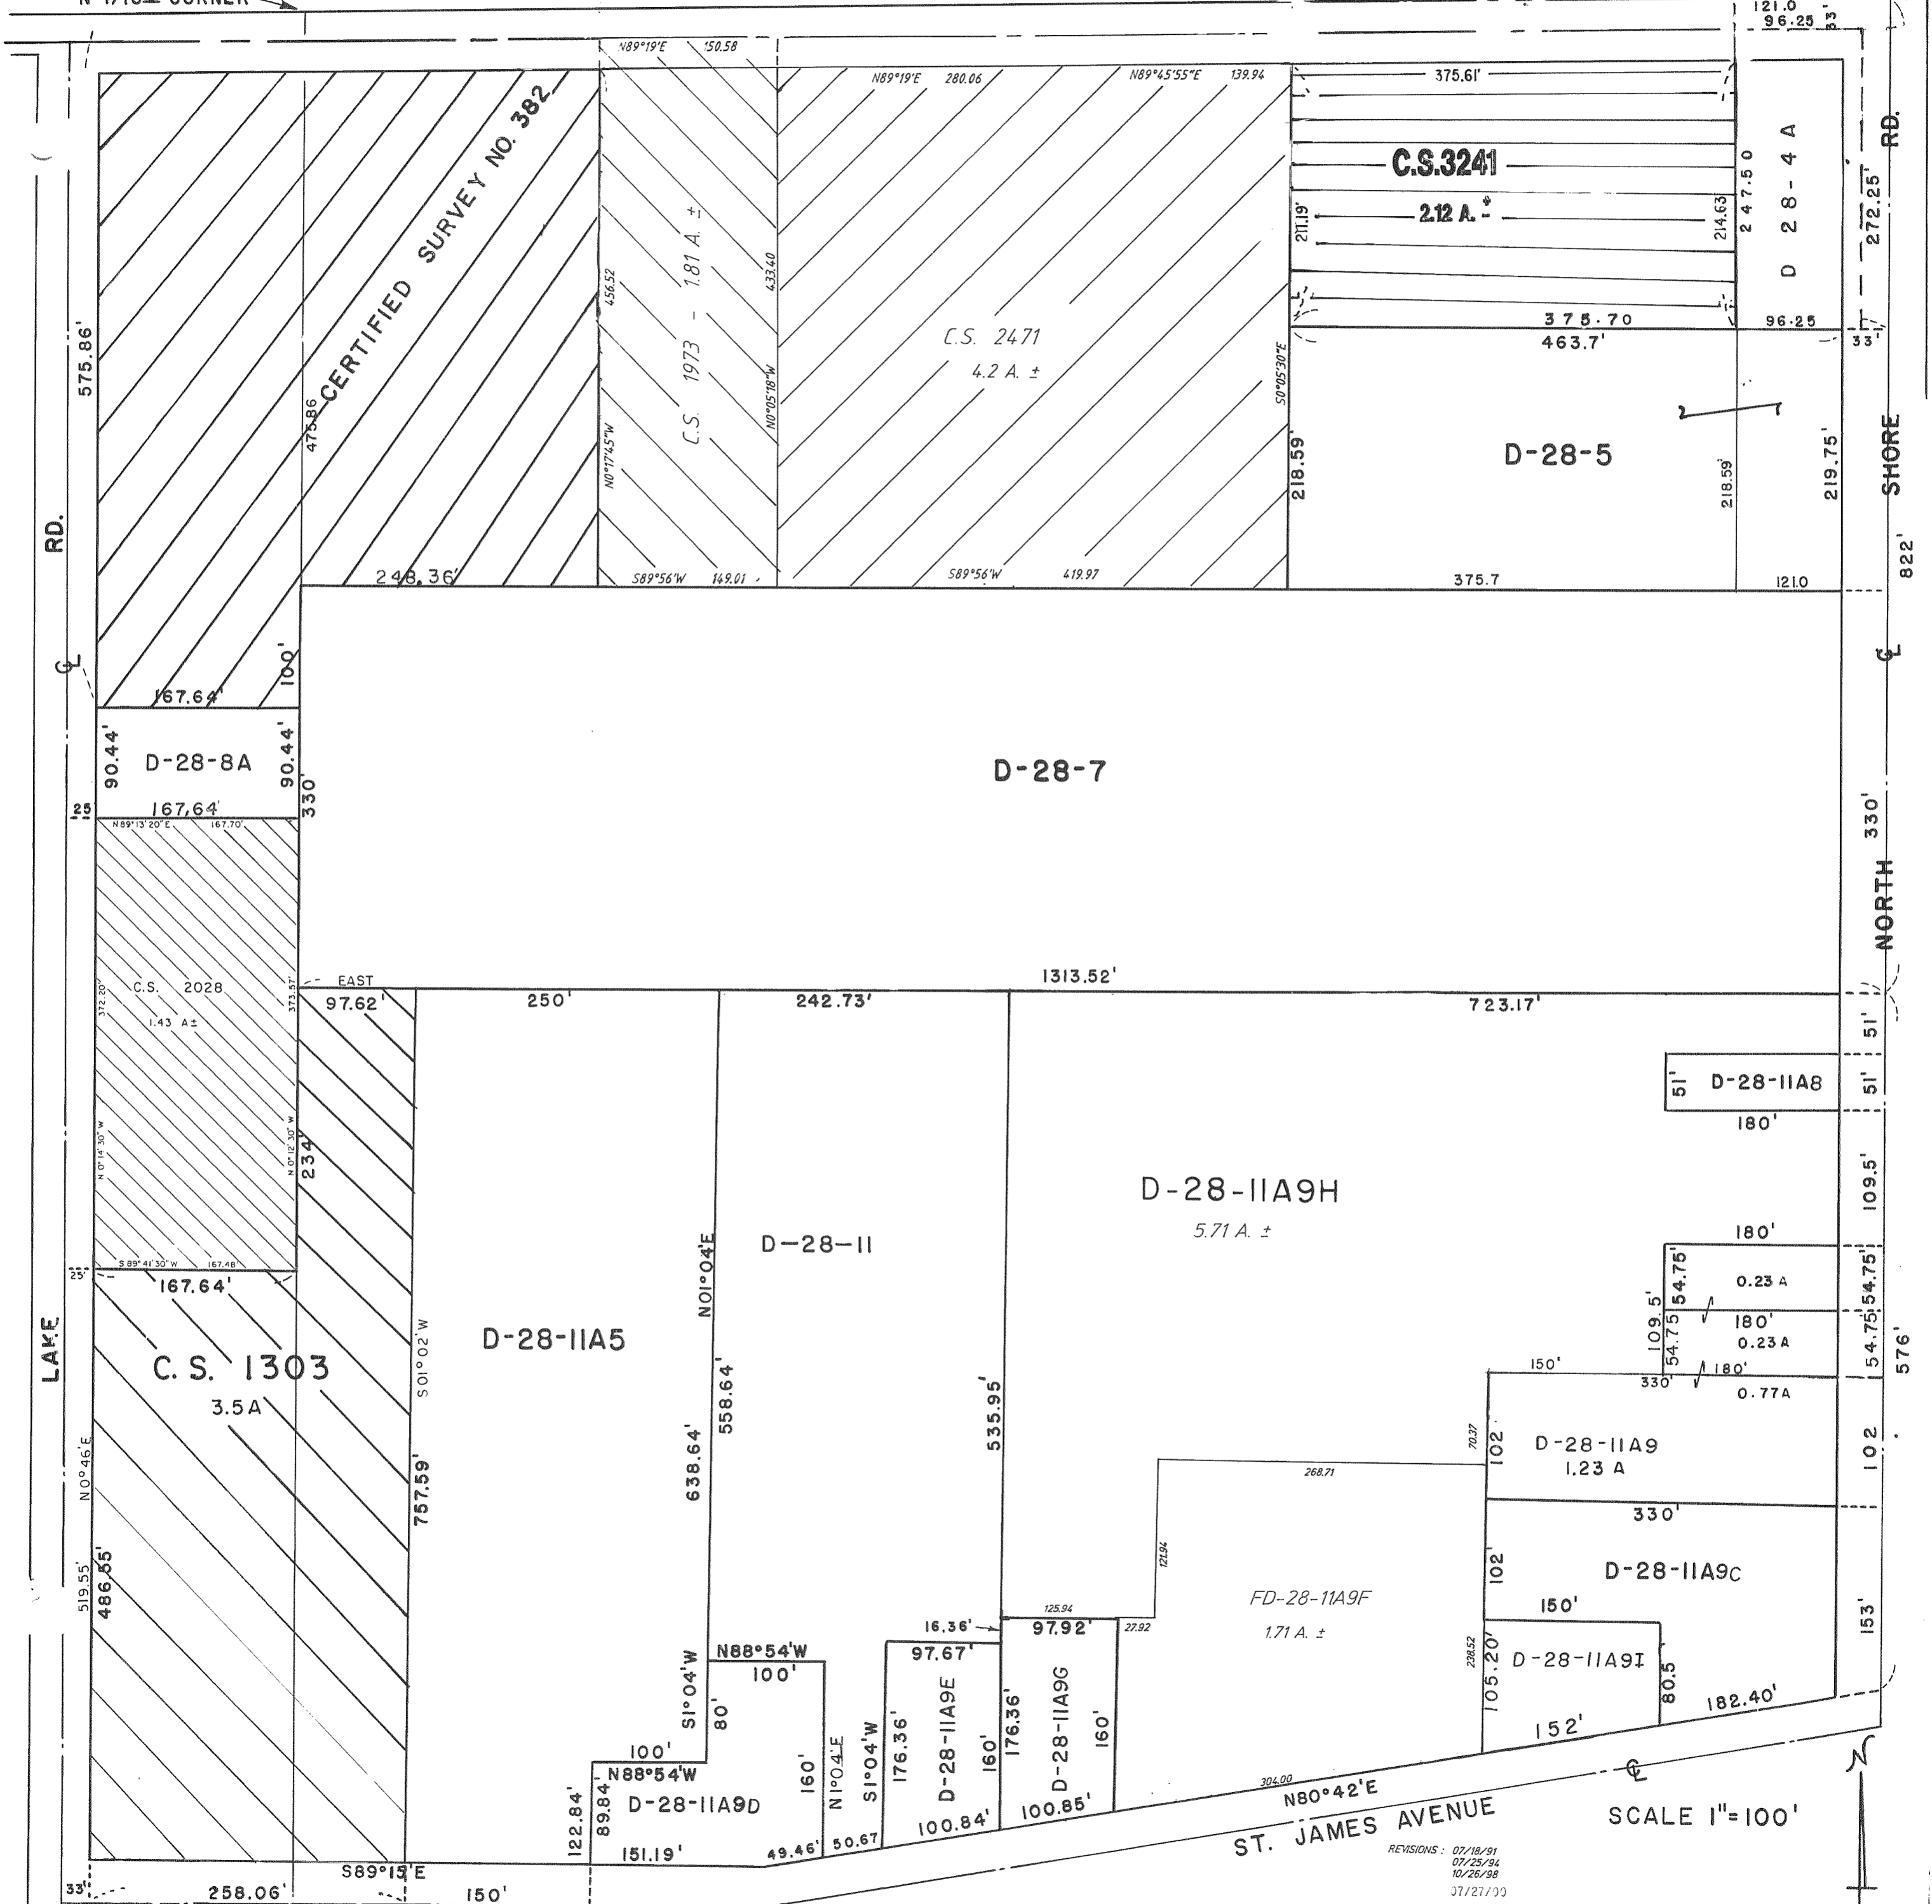 N 1/16 CORNER
121.0
96.25
33'
N89°19'E 150.58
N89°19'E 280.06
N89°45'55"E 139.94
375.61'
CERTIFIED SURVEY NO. 382
C.S. 1973 - 1.81 A. ±
C.S. 2471
4.2 A. ±
C.S.3241
2.12 A. ±
211.19'
214.63
247.50
D 28-4A
272.25'
RD.
456.52
433.40
N0°17'45"W
N0°05'18"W
S0°05'30"E
375.70
96.25
463.7'
33'
575.86'
475.86
218.59'
D-28-5
218.59'
219.75'
SHORE
822'
RD.
248.36'
S89°56'W 149.01
S89°56'W 419.97
375.7
121.0
℄
100'
℄
167.64'
90.44'
D-28-8A
90.44'
330'
D-28-7
25
167.64'
N89°13'20"E 167.70'
330'
NORTH
372.20'
C.S. 2028
1.43 A±
373.57'
EAST
97.62'
250'
242.73'
1313.52'
723.17'
51'
51'
D-28-11A8
51'
180'
N 0°14'30" W
N 0°12'30" W
234'
D-28-11A9H
5.71 A. ±
109.5'
N01°04'E
D-28-11
180'
S 89°41'30" W 167.48'
25'
167.64'
54.75'
0.23 A
54.75'
109.5'
180'
54.75'
0.23 A
54.75'
576'
LAKE
C.S. 1303
3.5 A
S 01°02' W
D-28-11A5
558.64'
535.95'
150'
330'
180'
0.77A
N 0°46' E
757.59'
638.64'
70.37
102'
D-28-11A9
1.23 A
102
268.71
330'
519.55'
486.55'
121.94
102'
D-28-11A9C
FD-28-11A9F
1.71 A. ±
150'
153'
125.94
97.92'
27.92
16.36'
97.67'
N88°54'W
100'
S1°04'W
80'
238.52
105.20'
D-28-11A9I
80.5'
182.40'
152'
100'
N88°54'W
160'
N1°04'E
S1°04'W
176.36'
D-28-11A9E
160'
176.36'
D-28-11A9G
160'
122.84'
89.84'
D-28-11A9D
151.19'
49.46'
50.67
100.84'
100.85'
304.00
N80°42'E
℄
ST. JAMES AVENUE
SCALE 1"=100'
N
REVISIONS : 07/18/91
07/25/94
10/26/98
07/27/99
S89°15'E
33'
258.06'
150'